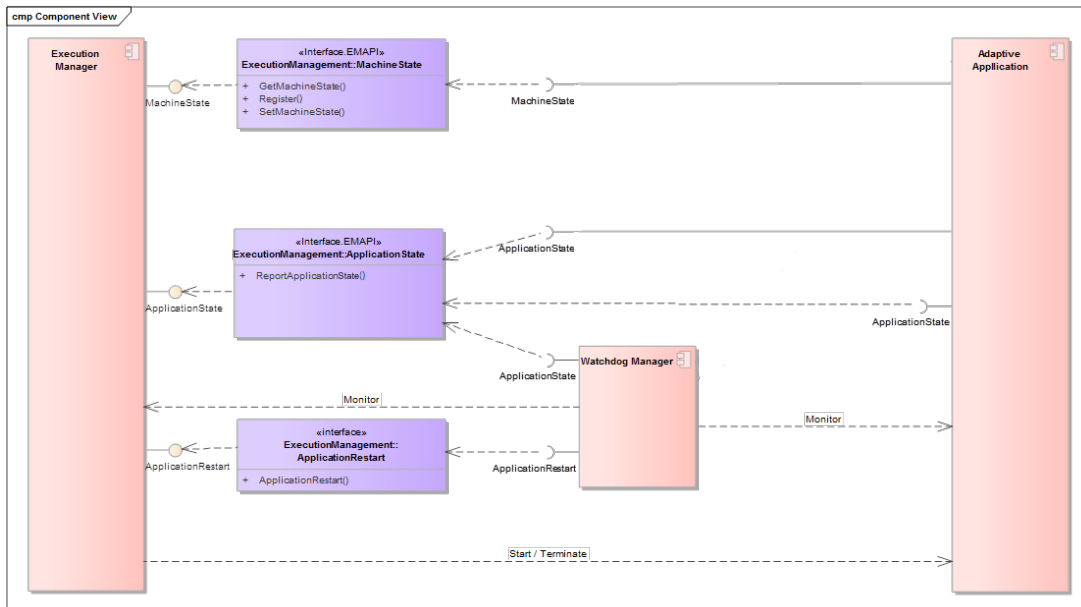 cmp Component View
Execution
Manager
«Interface.EMAPI»
ExecutionManagement::MachineState
+ GetMachineState()
+ Register()
+ SetMachineState()
MachineState
MachineState
Adaptive
Appllication
«Interface.EMAPI»
ExecutionManagement::ApplicationState
+ ReportApplicationState()
ApplicationState
ApplicationState
ApplicationState
ApplicationState
Watchdog Manager
Monitor
Monitor
«interface»
ExecutionManagement::
ApplicationRestart
+ ApplicationRestart()
ApplicationRestart
ApplicationRestart
Start / Terminate